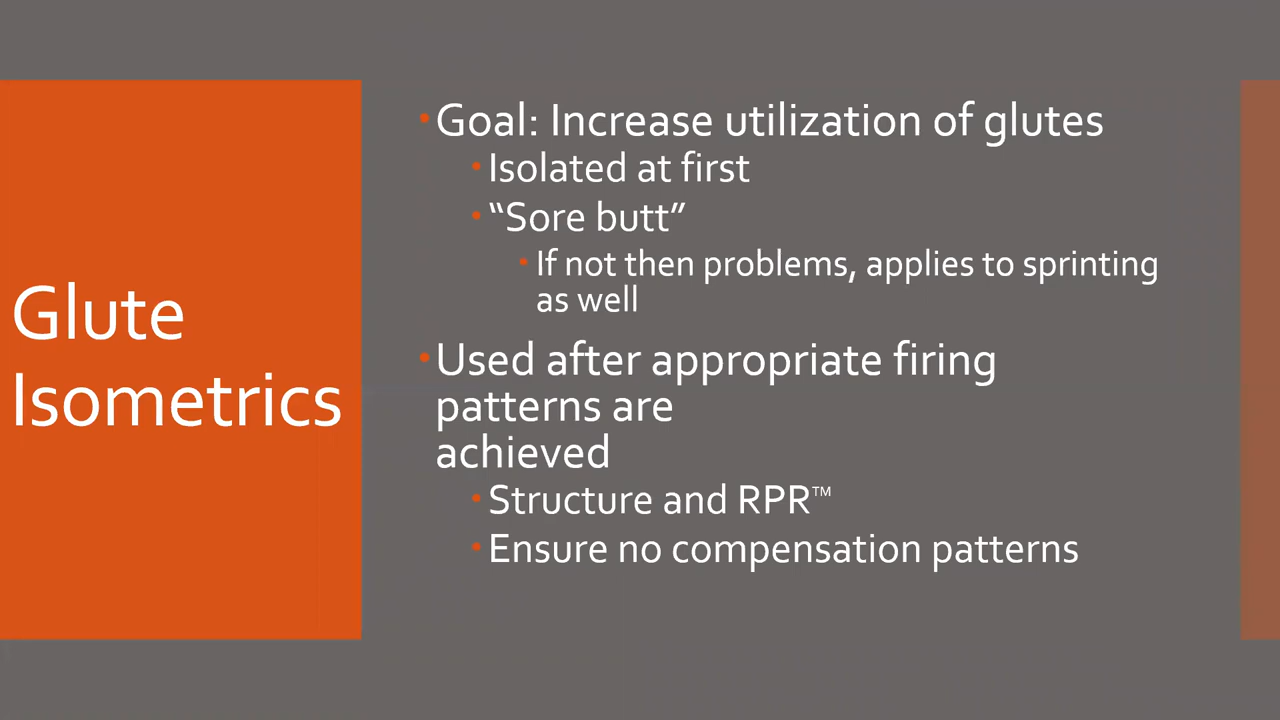 Glute
Isometrics
Goal: Increase utilization of glutes
Isolated at first
“Sore butt”
If not then problems, applies to sprinting
as well
Used after appropriate firing
patterns are
achieved
Structure and RPR™
Ensure no compensation patterns